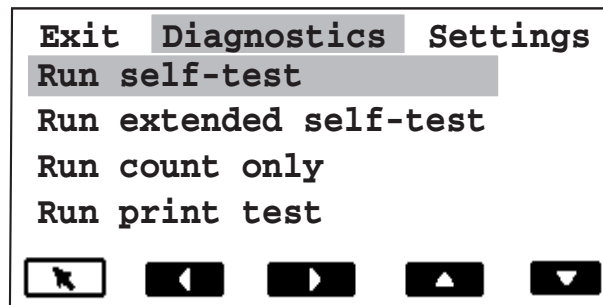 Exit Diagnostics Settings
Run self-test
Run extended self-test
Run count only
Run print test